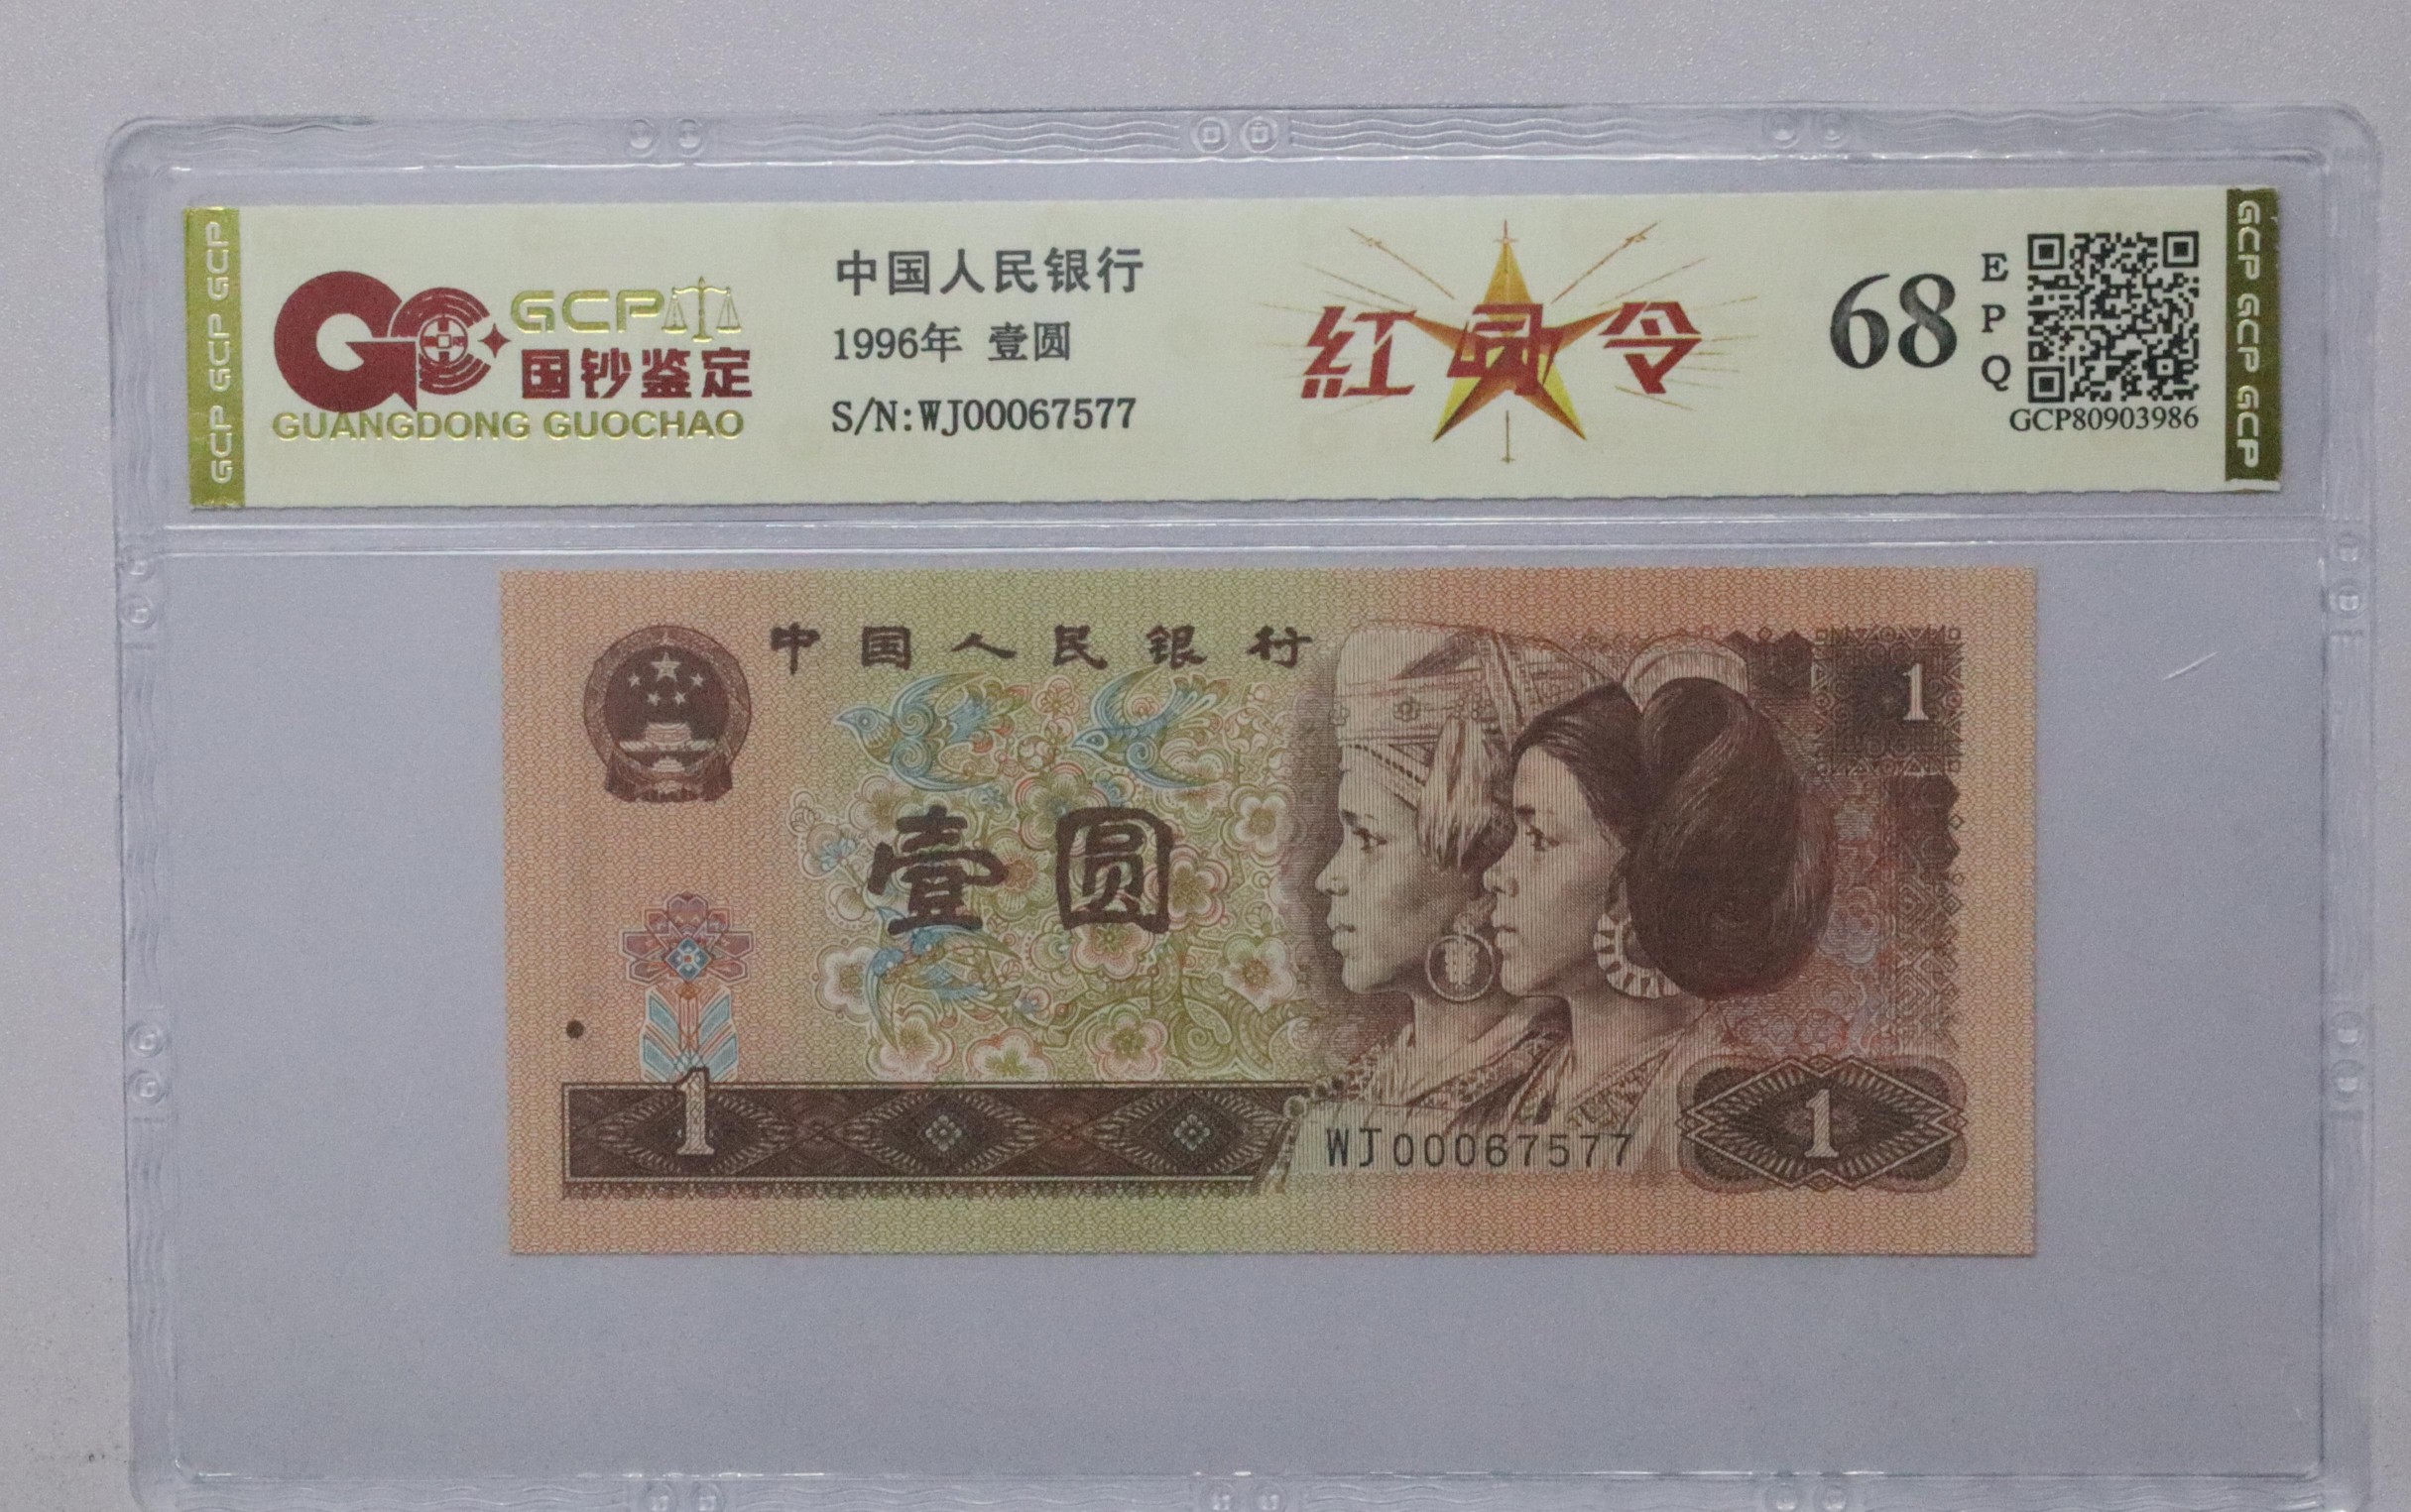 GCP GCP GCP
GCP
国钞鉴定
GUANGDONG GUOCHAO
中国人民银行
1996年 壹圆
S/N:WJ00067577
紅 令
68
E
P
Q
GCP80903986
GCP GCP GCP
中国人民银行
1
壹圆
1
WJ00067577
1